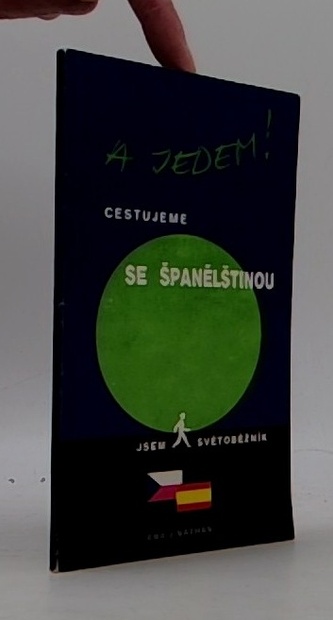 A JEDEM!
CESTUJEME
SE ŠPANĚLŠTINOU
JSEM SVĚTOBĚŽNÍK